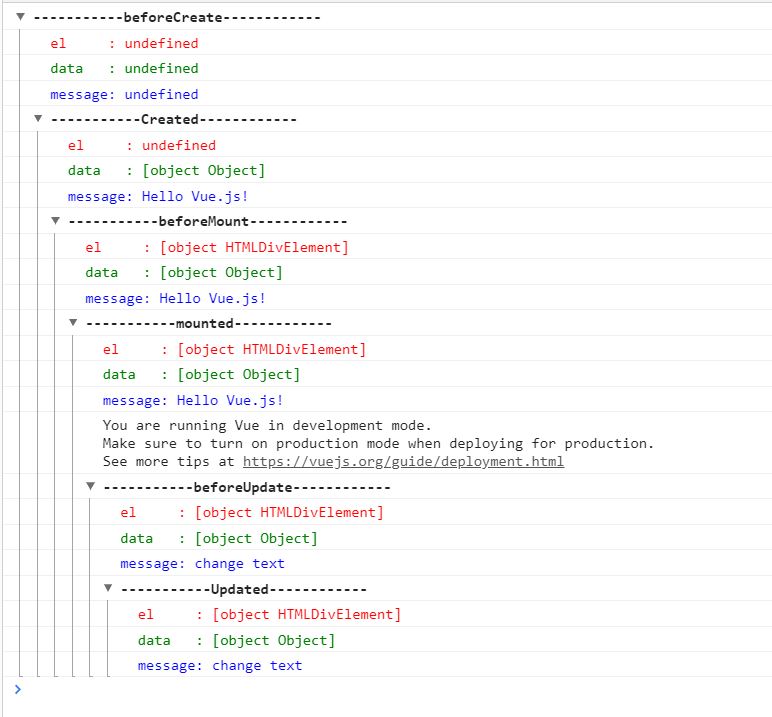 -----------beforeCreate------------
el     : undefined
data   : undefined
message: undefined
-----------Created------------
el     : undefined
data   : [object Object]
message: Hello Vue.js!
-----------beforeMount------------
el     : [object HTMLDivElement]
data   : [object Object]
message: Hello Vue.js!
-----------mounted------------
el     : [object HTMLDivElement]
data   : [object Object]
message: Hello Vue.js!
You are running Vue in development mode.
Make sure to turn on production mode when deploying for production.
See more tips at https://vuejs.org/guide/deployment.html
-----------beforeUpdate------------
el     : [object HTMLDivElement]
data   : [object Object]
message: change text
-----------Updated------------
el     : [object HTMLDivElement]
data   : [object Object]
message: change text